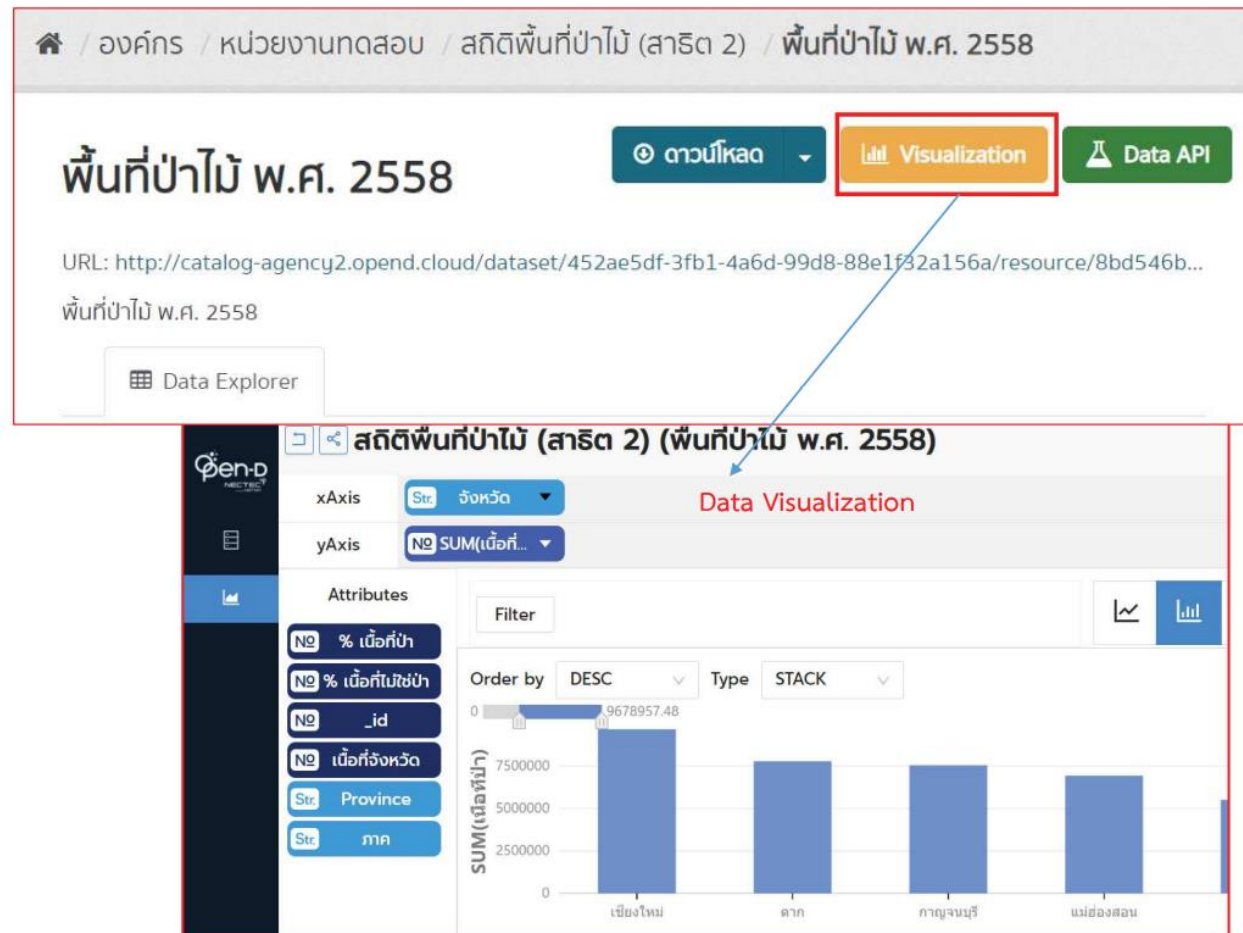 / องค์กร / หน่วยงานทดสอบ / สถิติพื้นที่ป่าไม้ (สาธิต 2) / พื้นที่ป่าไม้ พ.ศ. 2558
พื้นที่ป่าไม้ พ.ศ. 2558
ดาวน์โหลด
Visualization
Data API
URL: http://catalog-agency2.opend.cloud/dataset/452ae5df-3fb1-4a6d-99d8-88e1f32a156a/resource/8bd546b...
พื้นที่ป่าไม้ พ.ศ. 2558
Data Explorer
Open-D
NECTEC
สถิติพื้นที่ป่าไม้ (สาธิต 2) (พื้นที่ป่าไม้ พ.ศ. 2558)
xAxis Str. จังหวัด
Data Visualization
yAxis № SUM(เนื้อที่...
Attributes
№ % เนื้อที่ป่า
№ % เนื้อที่ไม่ใช่ป่า
№ _id
№ เนื้อที่จังหวัด
Str. Province
Str. ภาค
Filter
Order by DESC Type STACK
0 9678957.48
SUM(เนื้อที่ป่า)
7500000
5000000
2500000
0
เชียงใหม่ ตาก กาญจนบุรี แม่ฮ่องสอน